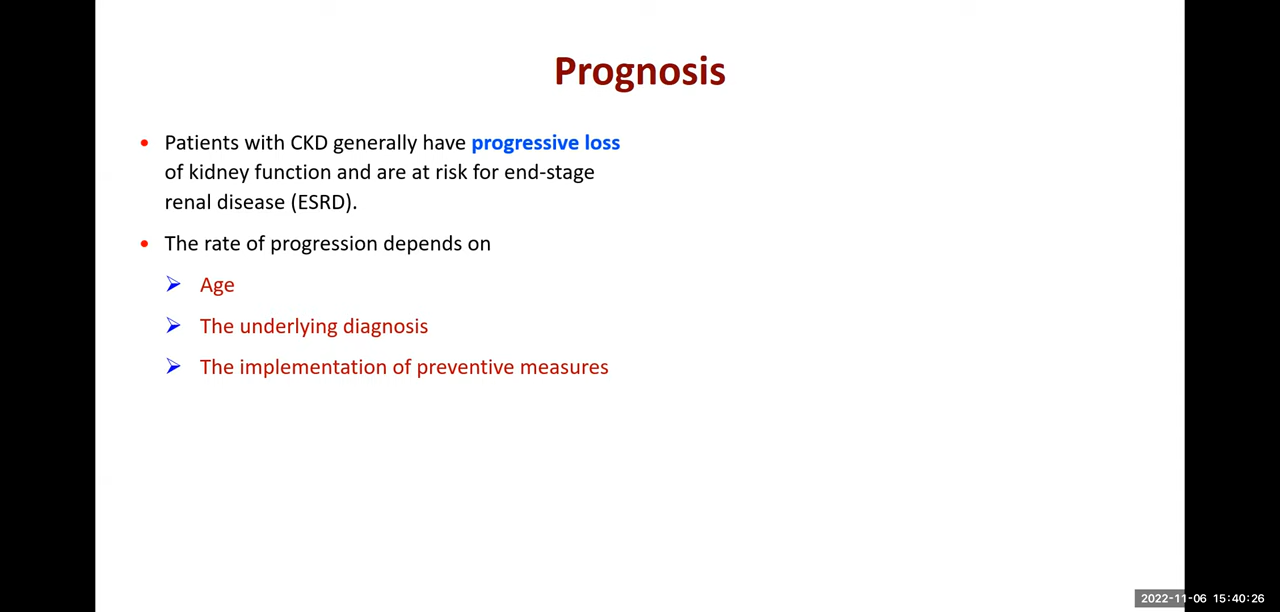 Prognosis
• Patients with CKD generally have progressive loss
of kidney function and are at risk for end-stage
renal disease (ESRD).
• The rate of progression depends on
➢ Age
➢ The underlying diagnosis
➢ The implementation of preventive measures
2022-11-06 15:40:26